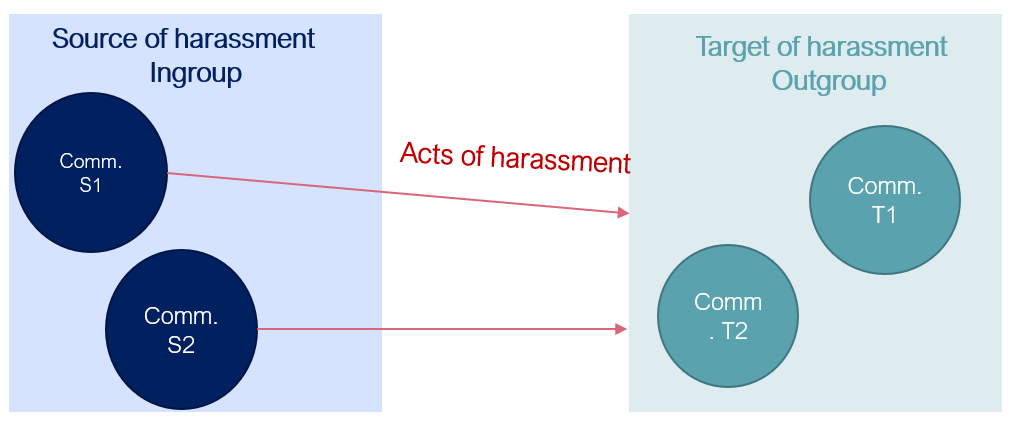 Source of harassment
Ingroup
Target of harassment
Outgroup
Acts of harassment
Comm.
S1
Comm.
T1
Comm.
S2
Comm
. T2